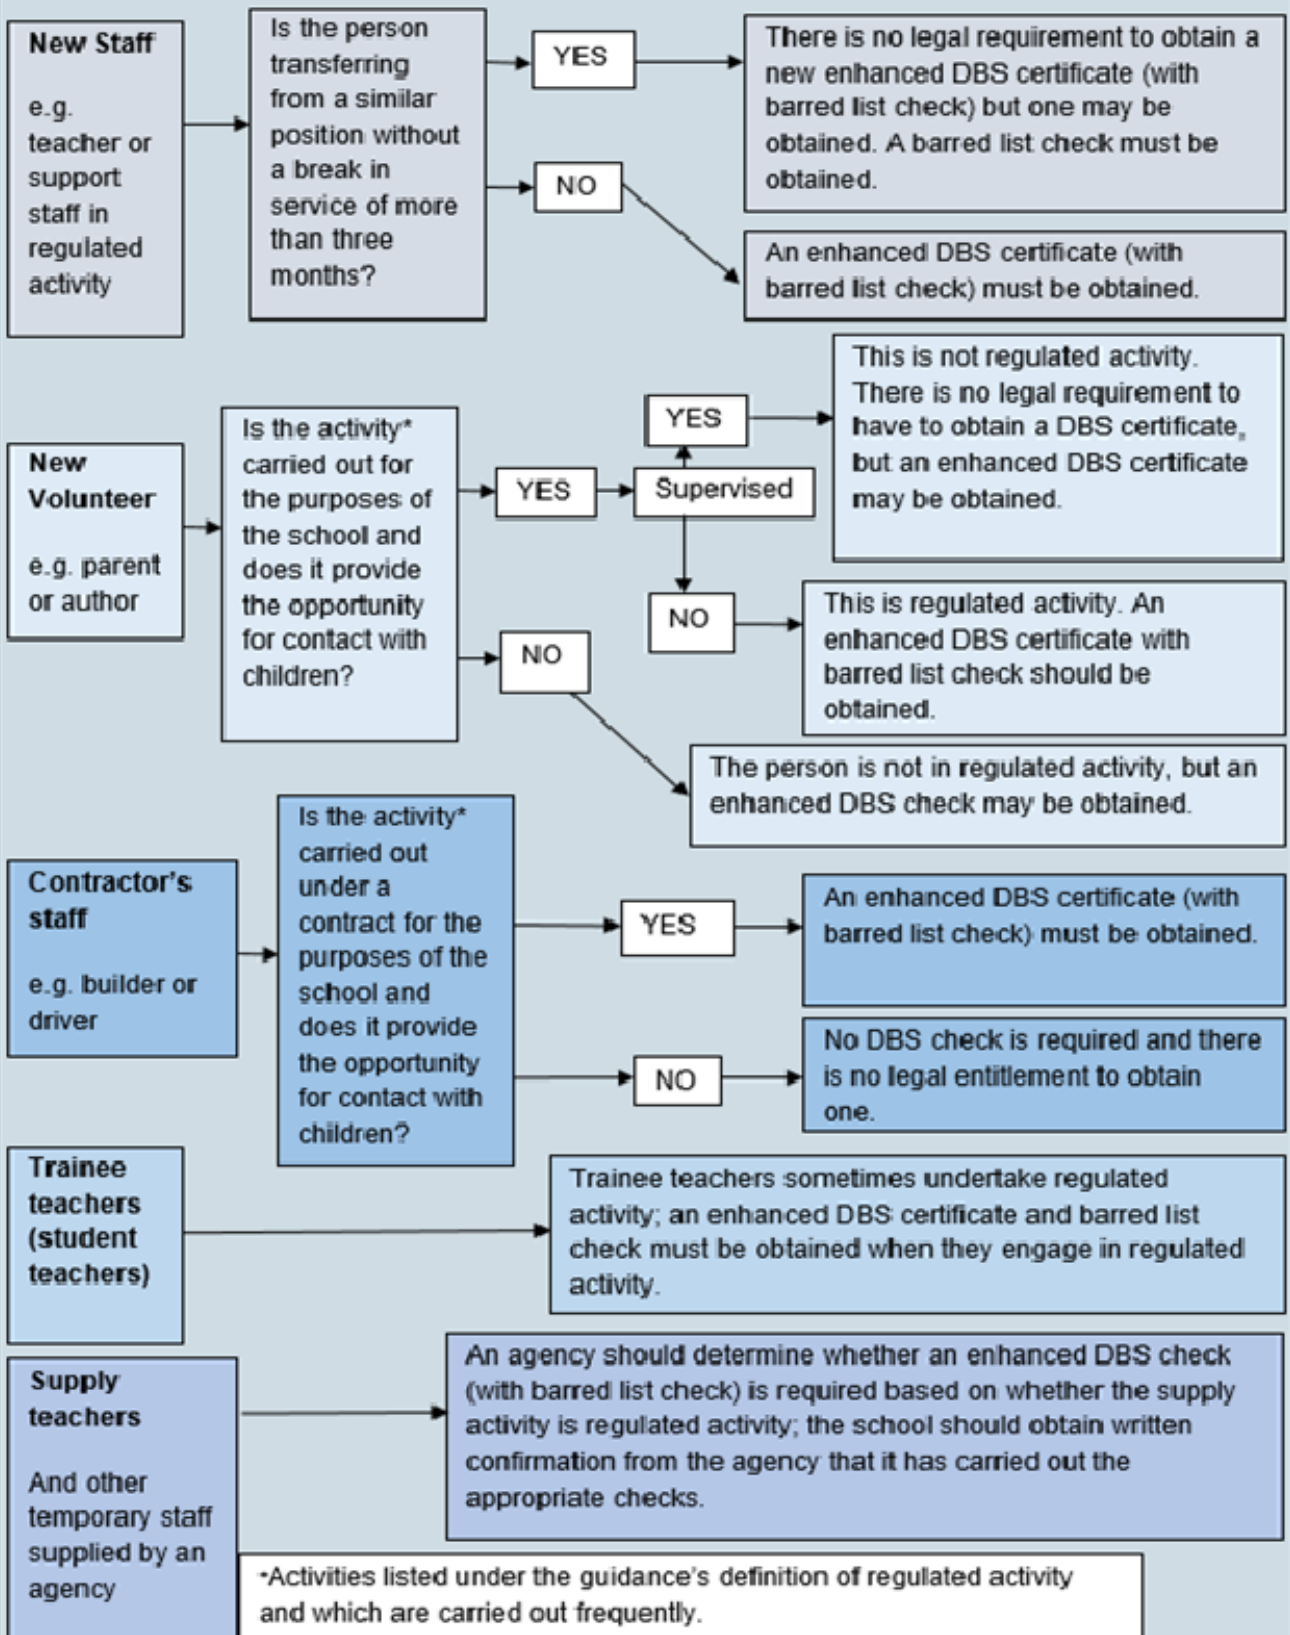 New Staff
e.g.
teacher or
support
staff in
regulated
activity
Is the person
transferring
from a similar
position without
a break in
service of more
than three
months?
YES
There is no legal requirement to obtain a
new enhanced DBS certificate (with
barred list check) but one may be
obtained. A barred list check must be
obtained.
NO
An enhanced DBS certificate (with
barred list check) must be obtained.
New
Volunteer
e.g. parent
or author
Is the activity*
carried out for
the purposes of
the school and
does it provide
the opportunity
for contact with
children?
YES
Supervised
YES
This is not regulated activity.
There is no legal requirement to
have to obtain a DBS certificate,
but an enhanced DBS certificate
may be obtained.
NO
This is regulated activity. An
enhanced DBS certificate with
barred list check should be
obtained.
NO
The person is not in regulated activity, but an
enhanced DBS check may be obtained.
Contractor's
staff
e.g. builder or
driver
Is the activity*
carried out
under a
contract for the
purposes of the
school and
does it provide
the opportunity
for contact with
children?
YES
An enhanced DBS certificate (with
barred list check) must be obtained.
NO
No DBS check is required and there
is no legal entitlement to obtain
one.
Trainee
teachers
(student
teachers)
Trainee teachers sometimes undertake regulated
activity; an enhanced DBS certificate and barred list
check must be obtained when they engage in regulated
activity.
Supply
teachers
And other
temporary staff
supplied by an
agency
An agency should determine whether an enhanced DBS check
(with barred list check) is required based on whether the supply
activity is regulated activity; the school should obtain written
confirmation from the agency that it has carried out the
appropriate checks.
*Activities listed under the guidance's definition of regulated activity
and which are carried out frequently.